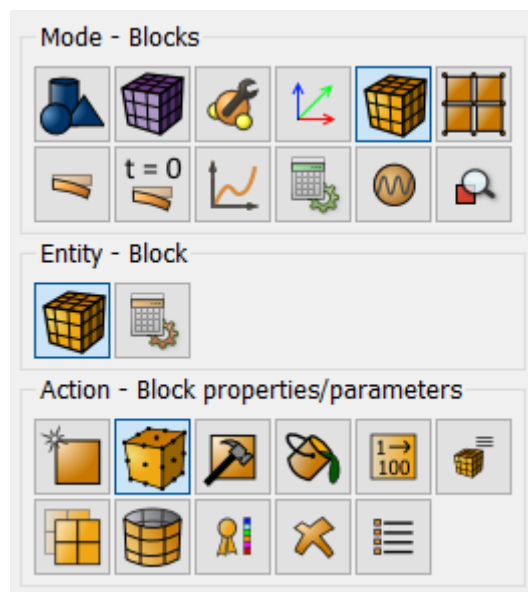 Mode - Blocks
t = 0
Entity - Block
Action - Block properties/parameters
1→
100